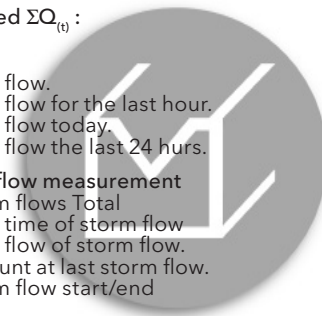 ed ΣQ(t) :
flow.
flow for the last hour.
flow today.
flow the last 24 hurs.
flow measurement
m flows Total
time of storm flow
flow of storm flow.
unt at last storm flow.
m flow start/end